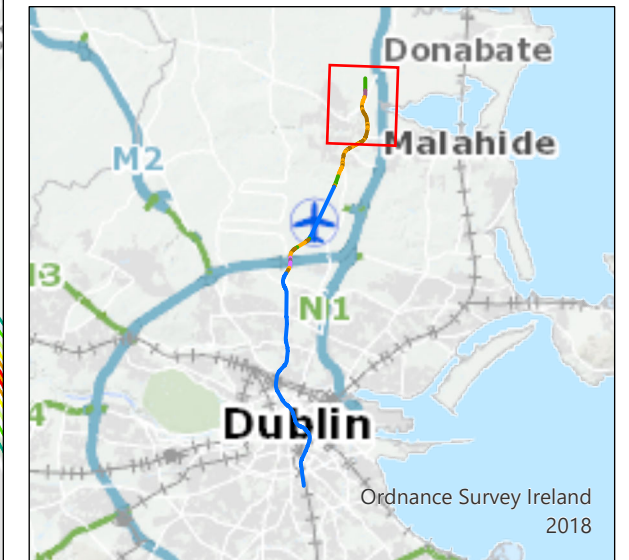 Donabate
M2
Malahide
N1
Dublin
Ordnance Survey Ireland
2018